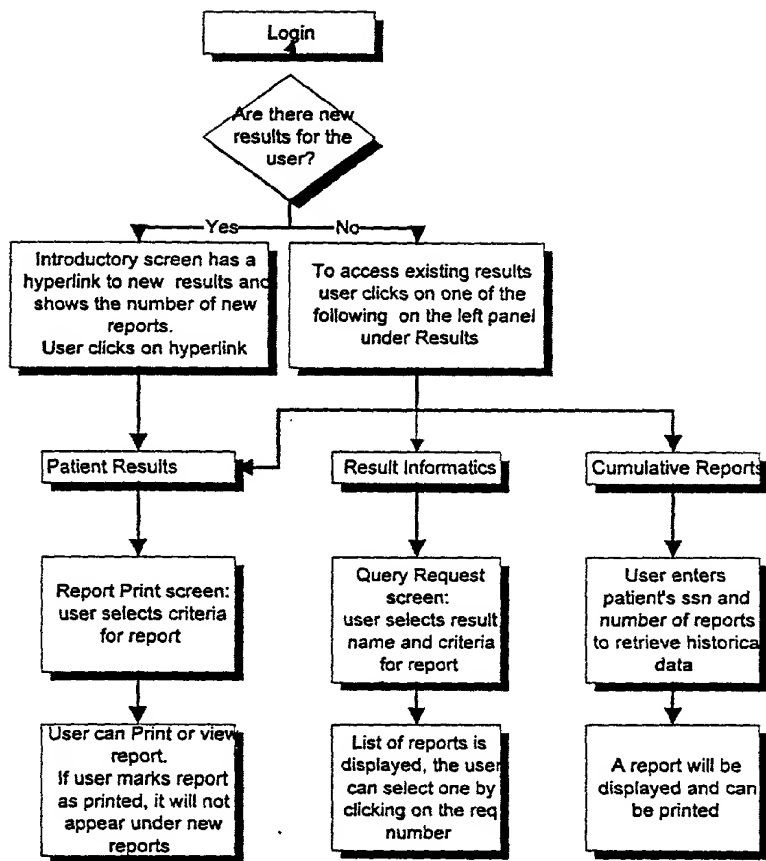 Login
Are there new
results for the
user?
Yes
No
Introductory screen has a
hyperlink to new results and
shows the number of new
reports.
User clicks on hyperlink
To access existing results
user clicks on one of the
following on the left panel
under Results
Patient Results
Result Informatics
Cumulative Reports
Report Print screen:
user selects criteria
for report
Query Request
screen:
user selects result
name and criteria
for report
User enters
patient's ssn and
number of reports
to retrieve historica
data
User can Print or view
report.
If user marks report
as printed, it will not
appear under new
reports
List of reports is
displayed, the user
can select one by
clicking on the req
number
A report will be
displayed and can
be printed